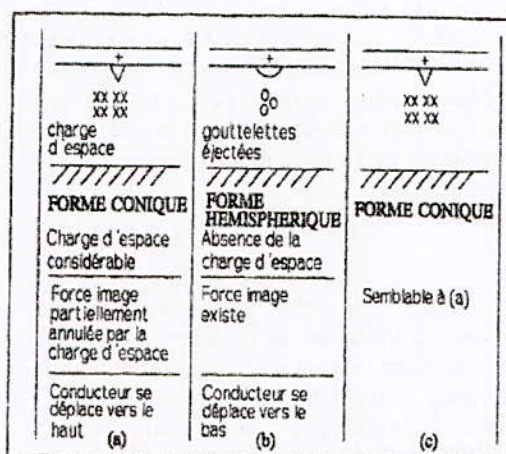 +
XX XX
XX XX
charge
d'espace
FORME CONIQUE
Charge d'espace
considérable
Force image
partiellement
annulée par la
charge d'espace
Conducteur se
déplace vers le
haut
(a)
+
gouttelettes
éjectées
FORME
HEMISPHERIQUE
Absence de la
charge d'espace
Force image
existe
Conducteur se
déplace vers le
bas
(b)
+
XX XX
XX XX
FORME CONIQUE
Semblable à (a)
(c)